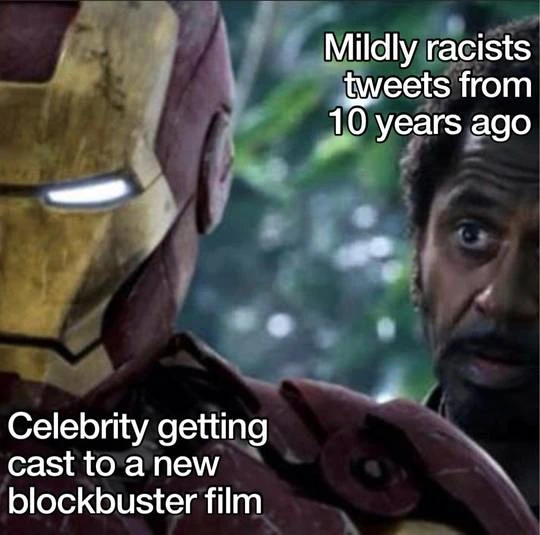 Mildly racists
tweets from
10 years ago
Celebrity getting
cast to a new
blockbuster film